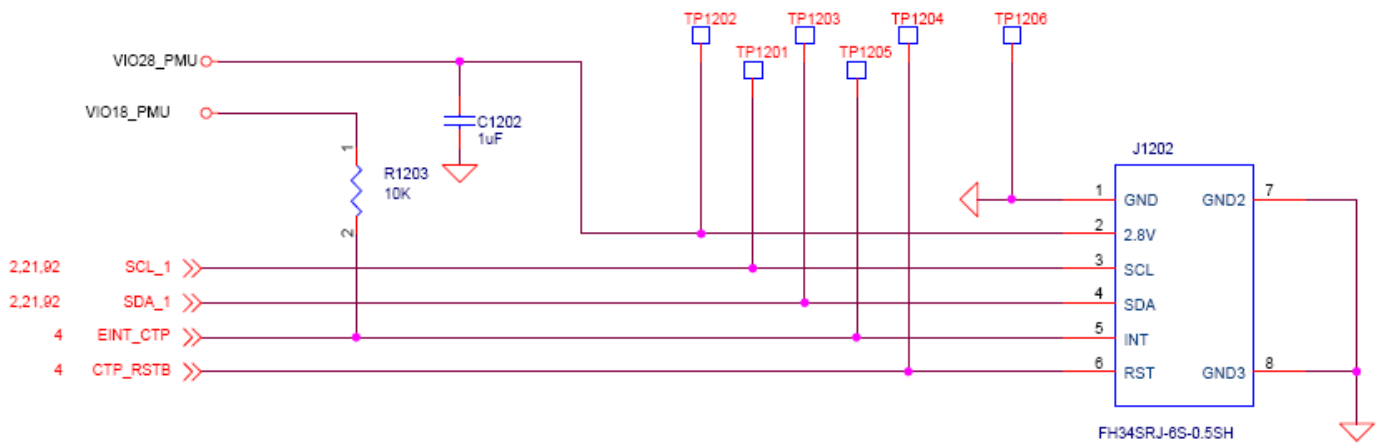 TP1202
TP1203
TP1204
TP1206
TP1201
TP1205
VIO28_PMU
VIO18_PMU
C1202
1uF
1
R1203
10K
2
J1202
1
GND
GND2
7
2
2.8V
2,21,92
SCL_1
3
SCL
2,21,92
SDA_1
4
SDA
4
EINT_CTP
5
INT
4
CTP_RSTB
6
RST
GND3
8
FH34SRJ-6S-0.5SH